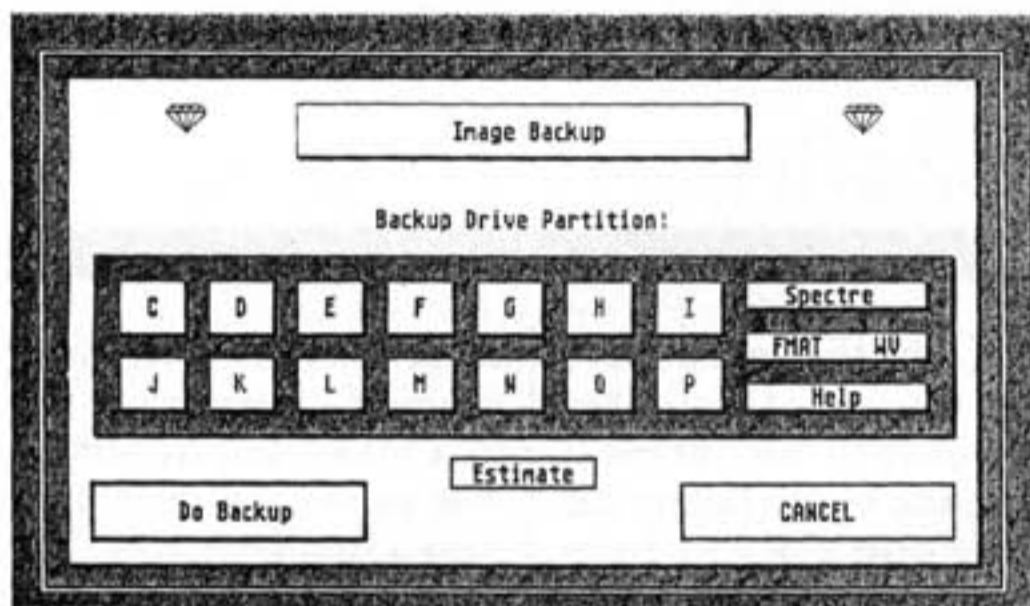 Image Backup
Backup Drive Partition:
C D E F G H I Spectre
FMAT WV
J K L M N O P Help
Estimate
Do Backup CANCEL